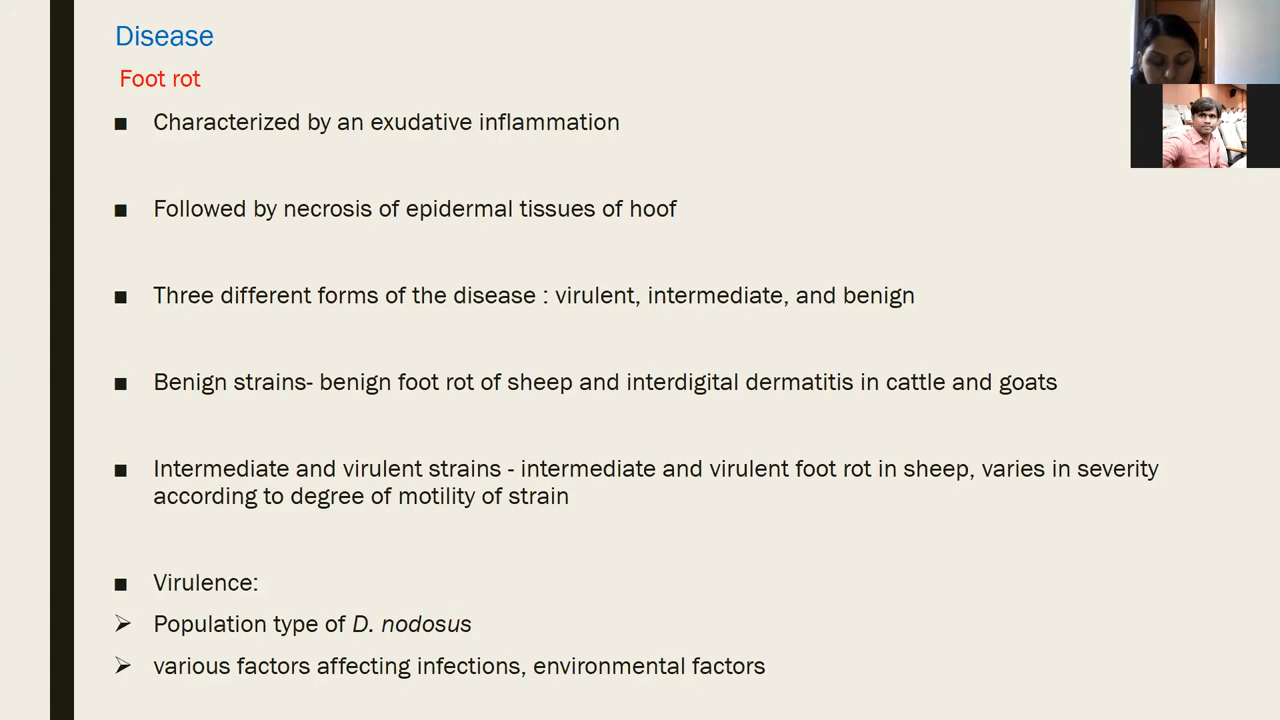 Disease
Foot rot
■ Characterized by an exudative inflammation
■ Followed by necrosis of epidermal tissues of hoof
■ Three different forms of the disease : virulent, intermediate, and benign
■ Benign strains- benign foot rot of sheep and interdigital dermatitis in cattle and goats
■ Intermediate and virulent strains - intermediate and virulent foot rot in sheep, varies in severity
according to degree of motility of strain
■ Virulence:
➢ Population type of D. nodosus
➢ various factors affecting infections, environmental factors